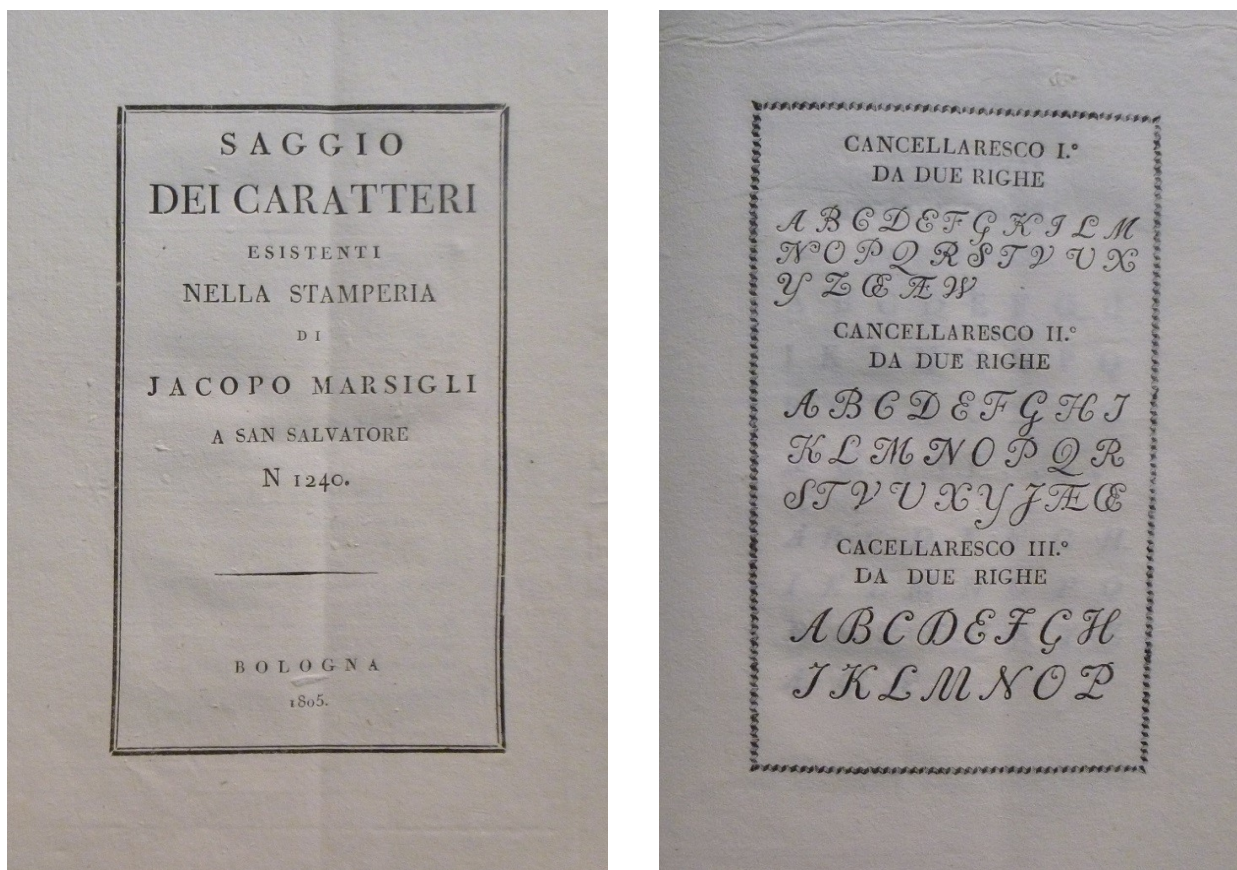 SAGGIO
DEI CARATTERI
ESISTENTI
NELLA STAMPERIA
DI
JACOPO MARSIGLI
A SAN SALVATORE
N 1240.
BOLOGNA
1805.
CANCELLARESCO I.°
DA DUE RIGHE
A B C D E F G K I L M
N O P Q R S T V U X
Y Z Œ Æ W
CANCELLARESCO II.°
DA DUE RIGHE
A B C D E F G H I
K L M N O P Q R
S T V U X Y J Æ Œ
CACELLARESCO III.°
DA DUE RIGHE
A B C D E F G H
I K L M N O P